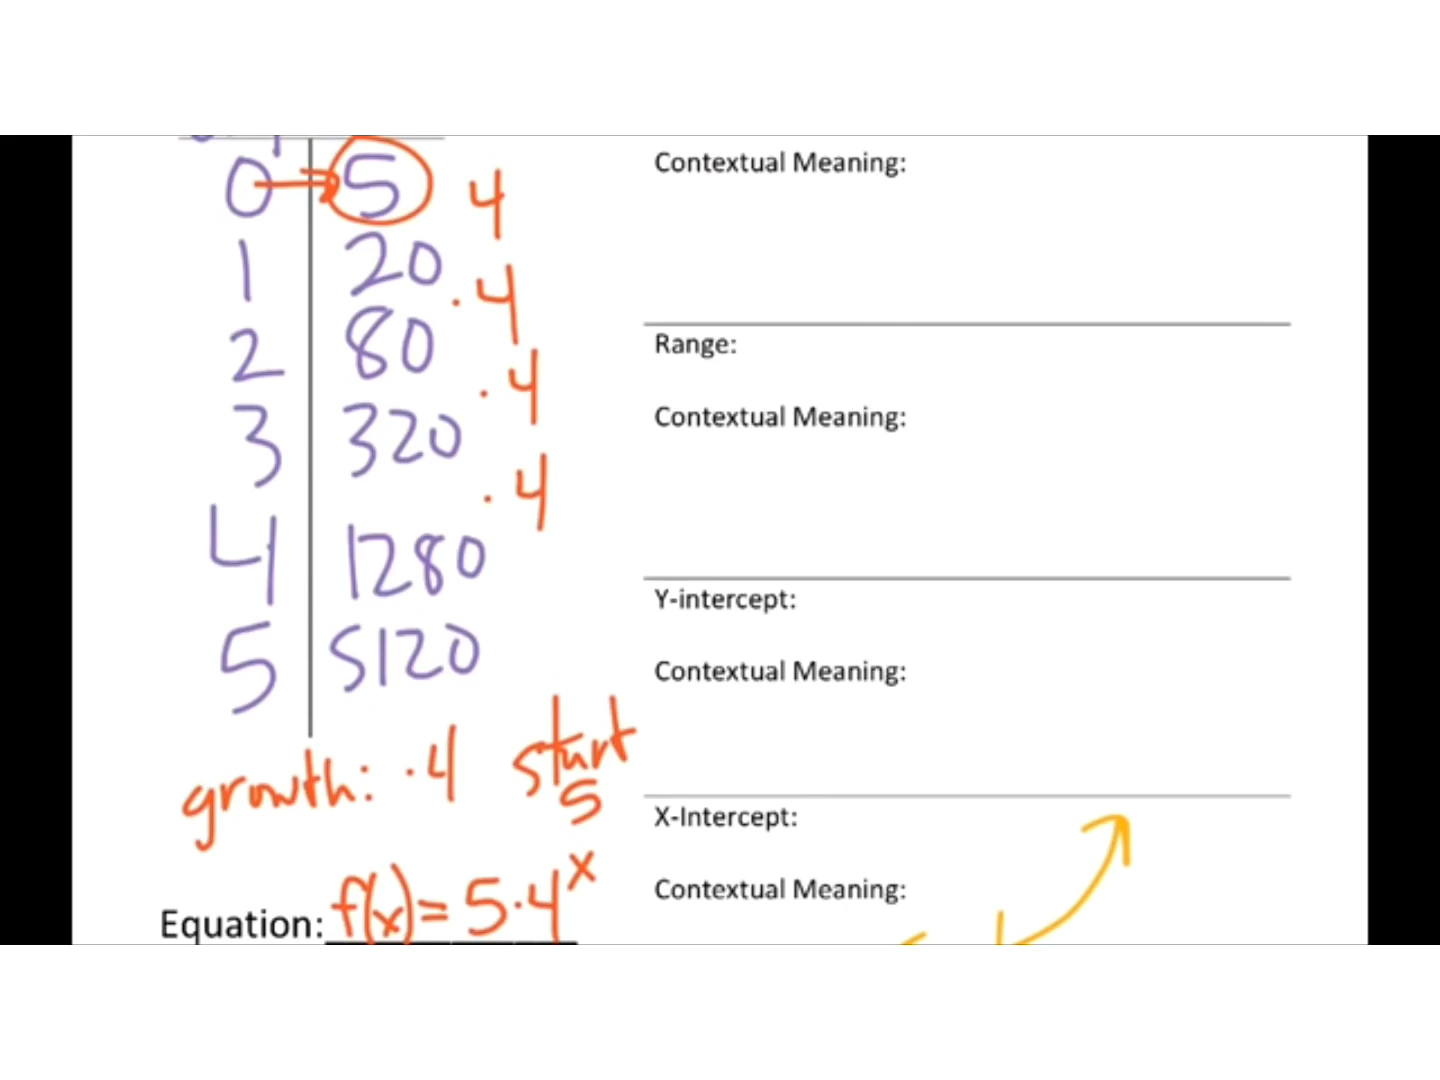 0 5 4
1 20
· 4
2 80
· 4
3 320
· 4
4 1280
5 5120
growth: · 4 start
5
Equation: f(x) = 5 · 4^x
Contextual Meaning:
Range:
Contextual Meaning:
Y-intercept:
Contextual Meaning:
X-Intercept:
Contextual Meaning: